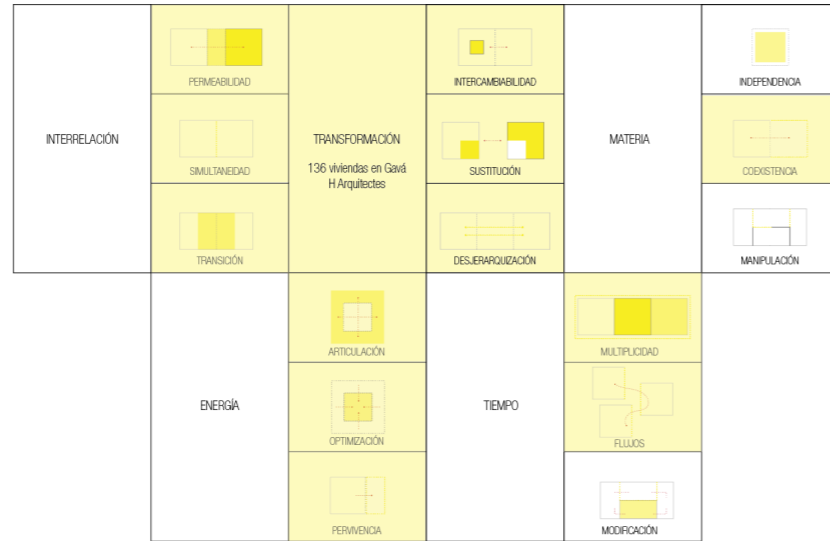 INTERRELACIÓN
PERMEABILIDAD
SIMULTANEIDAD
TRANSICIÓN
TRANSFORMACIÓN
136 viviendas en Gavá
H Arquitectes
INTERCAMBIABILIDAD
SUSTITUCIÓN
DESJERARQUIZACIÓN
MATERIA
INDEPENDENCIA
COEXISTENCIA
MANIPULACIÓN
ENERGÍA
ARTICULACIÓN
OPTIMIZACIÓN
PERVIVENCIA
TIEMPO
MULTIPLICIDAD
FLUJOS
MODIFICACIÓN